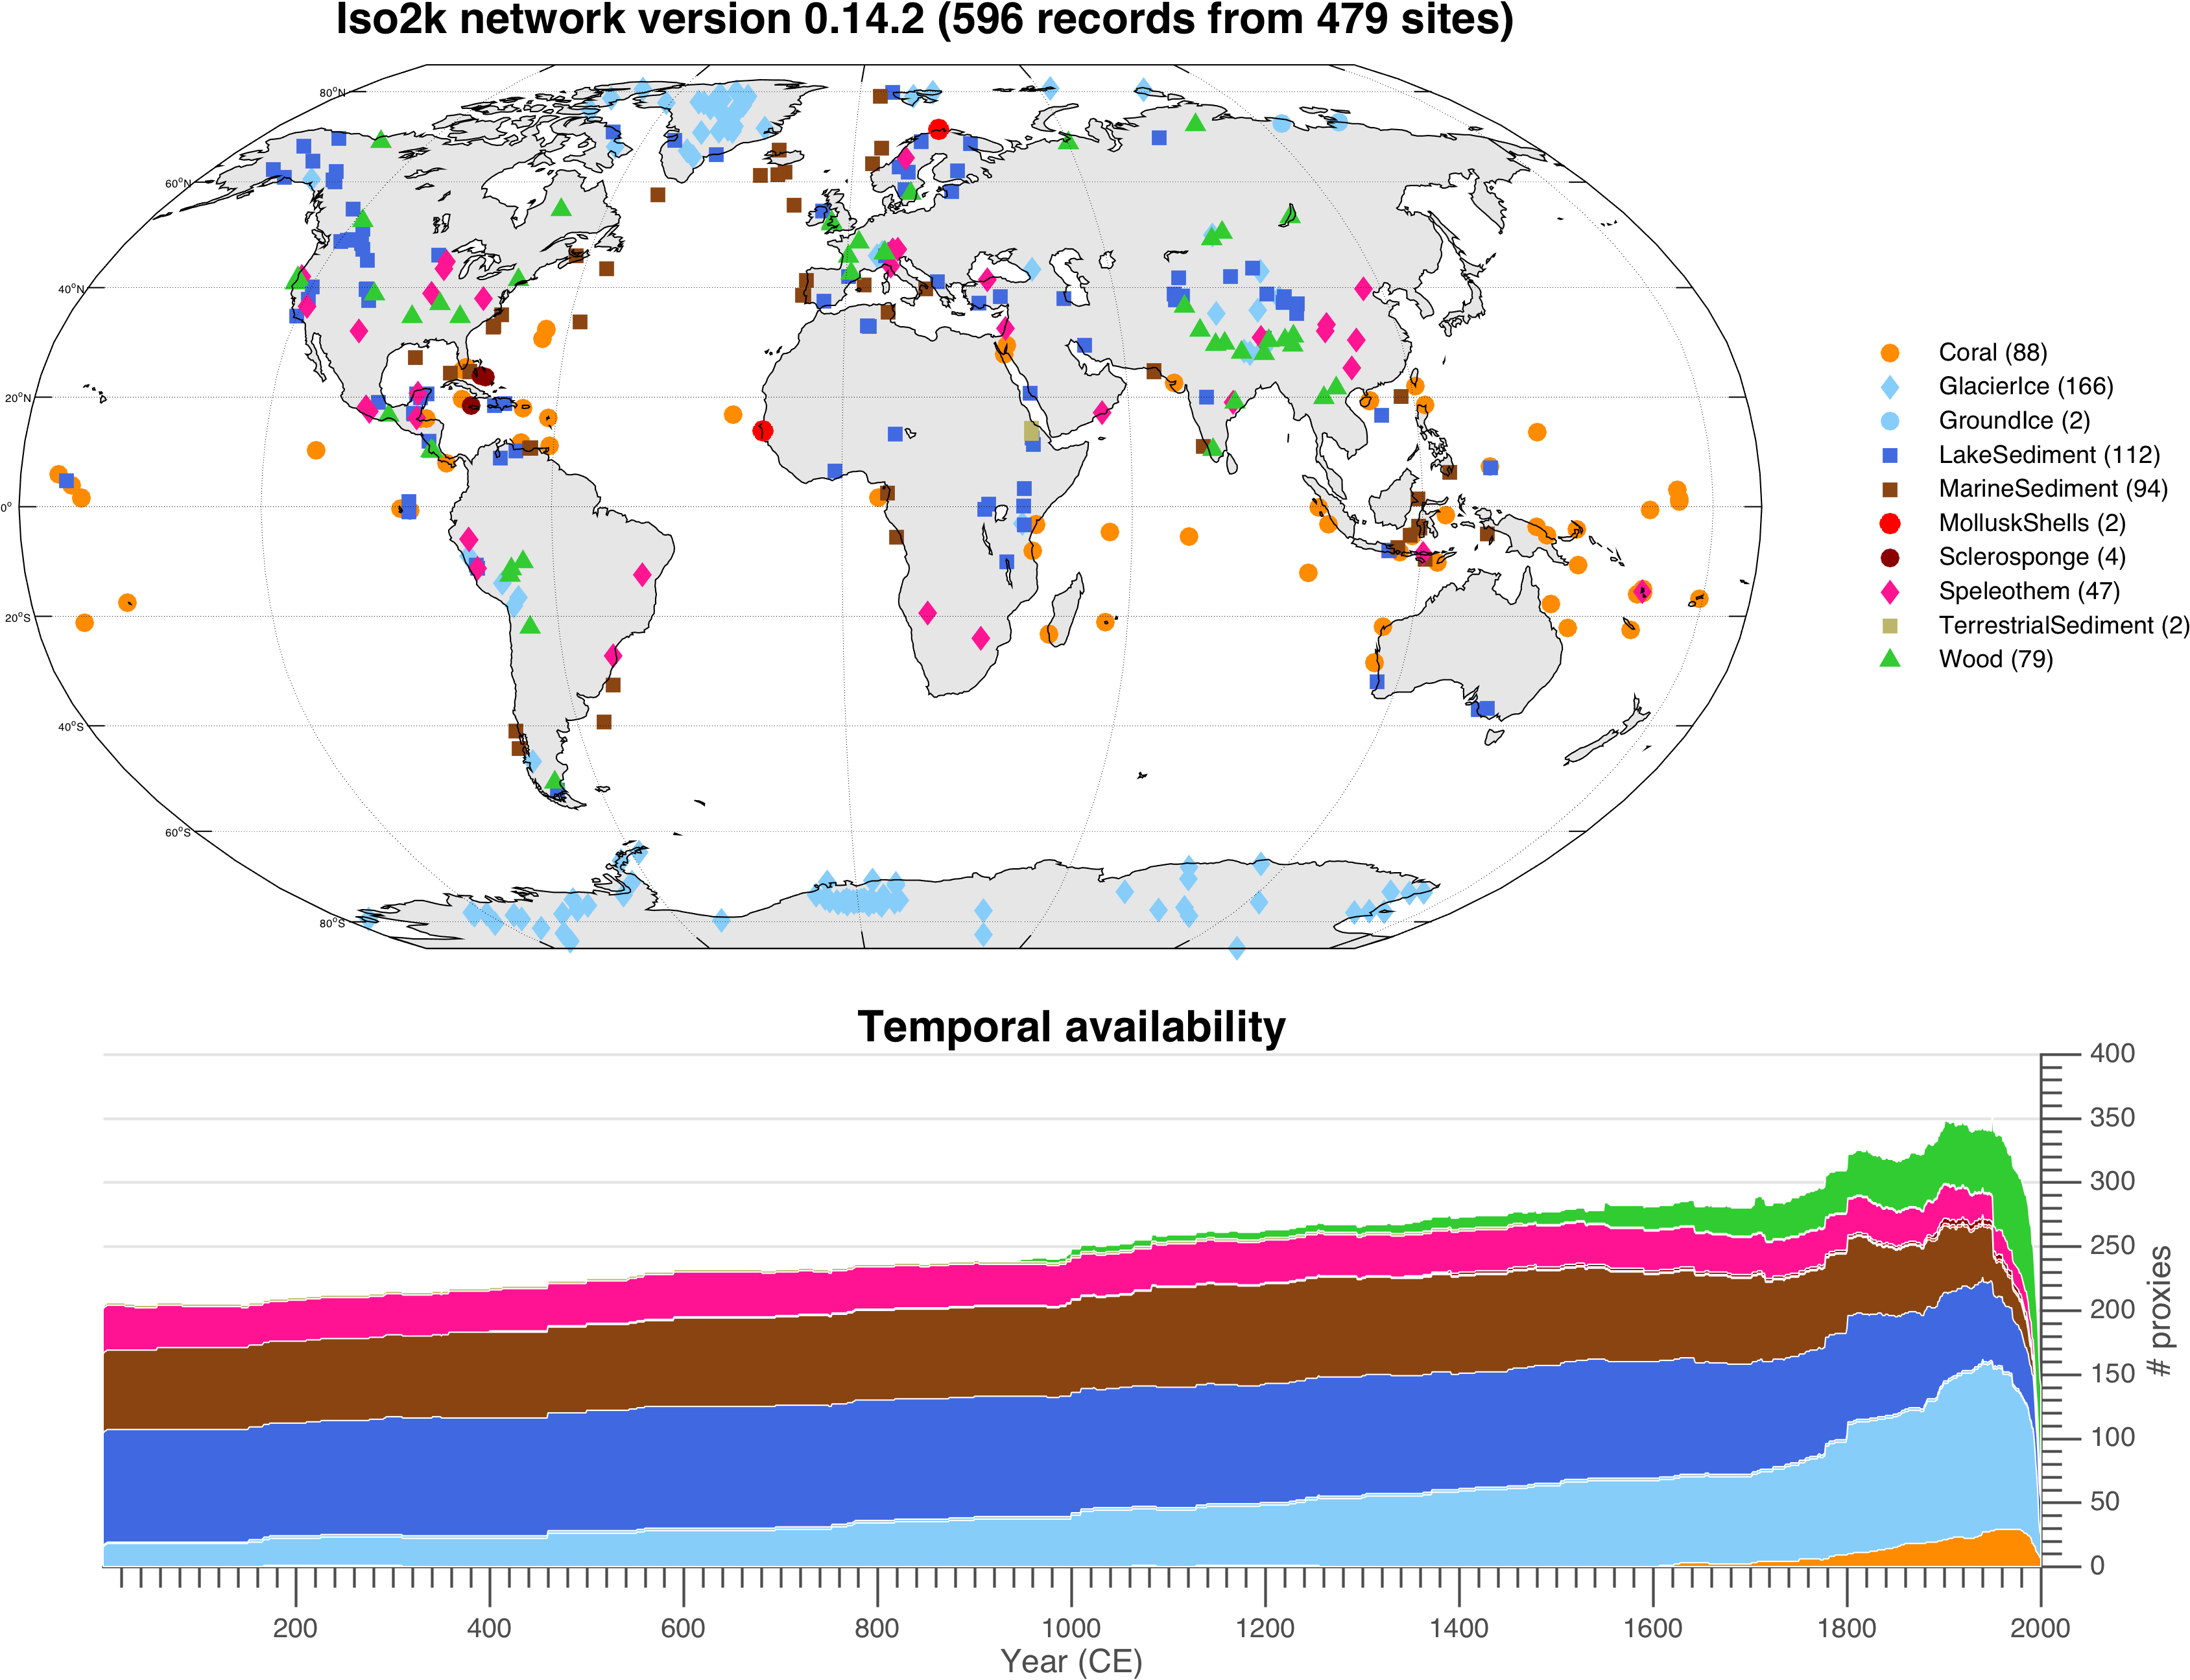 Iso2k network version 0.14.2 (596 records from 479 sites)
80°N
60°N
40°N
20°N
0°
20°S
40°S
60°S
80°S
Coral (88)
GlacierIce (166)
GroundIce (2)
LakeSediment (112)
MarineSediment (94)
MolluskShells (2)
Sclerosponge (4)
Speleothem (47)
TerrestrialSediment (2)
Wood (79)
Temporal availability
400
350
300
250
200
150
100
50
0
# proxies
200 400 600 800 1000 1200 1400 1600 1800 2000
Year (CE)